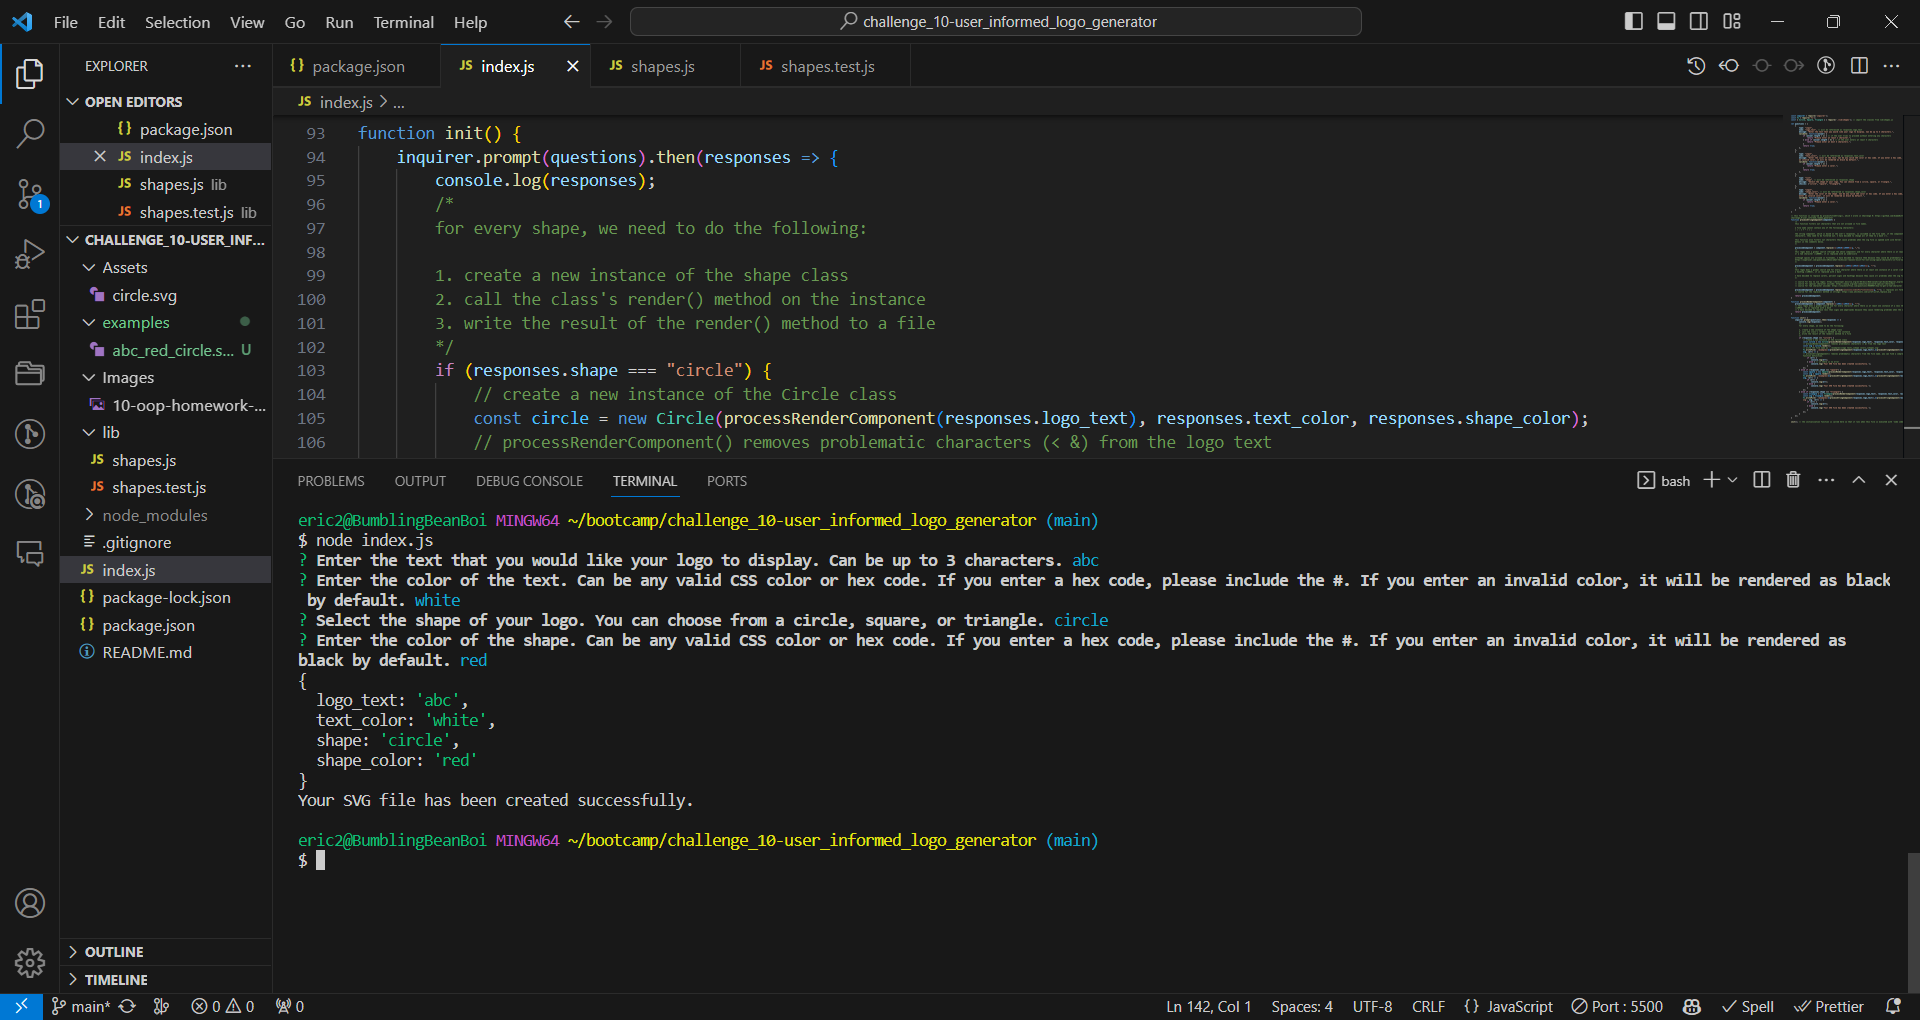 File Edit Selection View Go Run Terminal Help
challenge_10-user_informed_logo_generator
EXPLORER
OPEN EDITORS
{} package.json
JS index.js
JS shapes.js lib
JS shapes.test.js lib
CHALLENGE_10-USER_INF...
Assets
circle.svg
examples
abc_red_circle.s... U
Images
10-oop-homework-...
lib
JS shapes.js
JS shapes.test.js
node_modules
.gitignore
JS index.js
{} package-lock.json
{} package.json
README.md
OUTLINE
TIMELINE
1
{} package.json JS index.js JS shapes.js JS shapes.test.js
JS index.js > ...
93 function init() {
94 inquirer.prompt(questions).then(responses => {
95 console.log(responses);
96 /*
97 for every shape, we need to do the following:
98
99 1. create a new instance of the shape class
100 2. call the class's render() method on the instance
101 3. write the result of the render() method to a file
102 */
103 if (responses.shape === "circle") {
104 // create a new instance of the Circle class
105 const circle = new Circle(processRenderComponent(responses.logo_text), responses.text_color, responses.shape_color);
106 // processRenderComponent() removes problematic characters (< &) from the logo text
PROBLEMS OUTPUT DEBUG CONSOLE TERMINAL PORTS
bash
eric2@BumblingBeanBoi MINGW64 ~/bootcamp/challenge_10-user_informed_logo_generator (main)
$ node index.js
? Enter the text that you would like your logo to display. Can be up to 3 characters. abc
? Enter the color of the text. Can be any valid CSS color or hex code. If you enter a hex code, please include the #. If you enter an invalid color, it will be rendered as black
by default. white
? Select the shape of your logo. You can choose from a circle, square, or triangle. circle
? Enter the color of the shape. Can be any valid CSS color or hex code. If you enter a hex code, please include the #. If you enter an invalid color, it will be rendered as
black by default. red
{
logo_text: 'abc',
text_color: 'white',
shape: 'circle',
shape_color: 'red'
}
Your SVG file has been created successfully.
eric2@BumblingBeanBoi MINGW64 ~/bootcamp/challenge_10-user_informed_logo_generator (main)
$
main* 0 0 0 Ln 142, Col 1 Spaces: 4 UTF-8 CRLF {} JavaScript Port : 5500 Spell Prettier